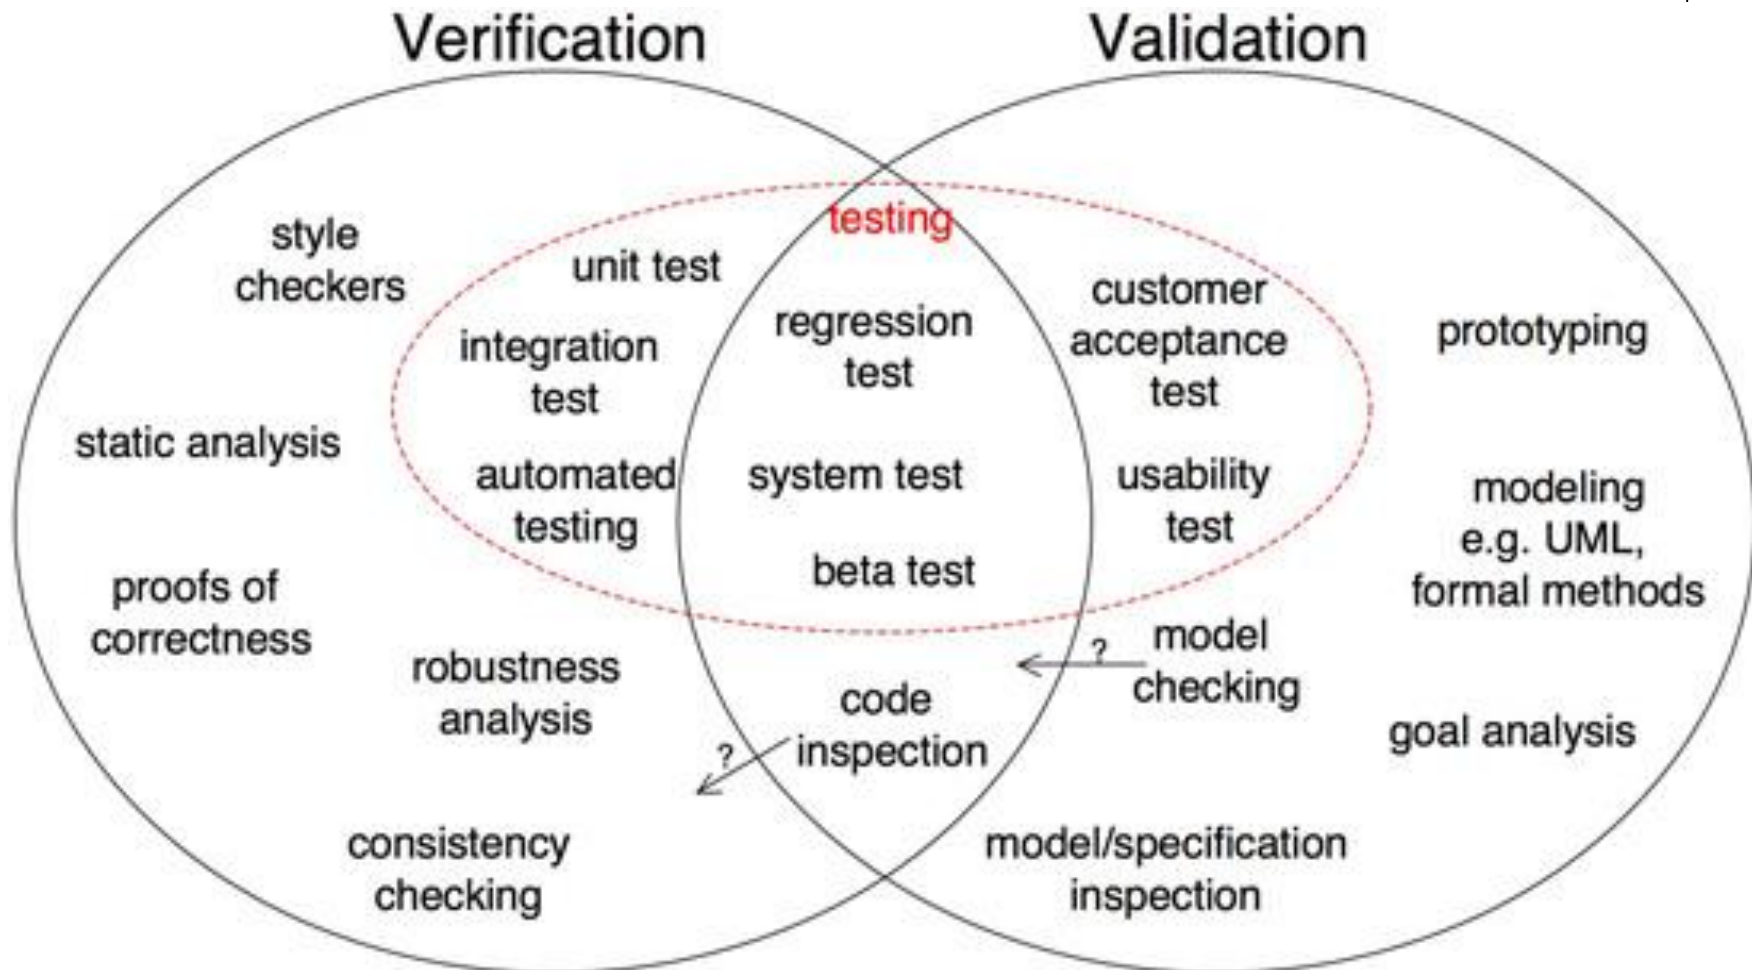 Verification
Validation
testing
style
checkers
unit test
integration
test
static analysis
automated
testing
proofs of
correctness
robustness
analysis
consistency
checking
regression
test
system test
beta test
code
inspection
?
customer
acceptance
test
usability
test
?
model
checking
prototyping
modeling
e.g. UML,
formal methods
goal analysis
model/specification
inspection